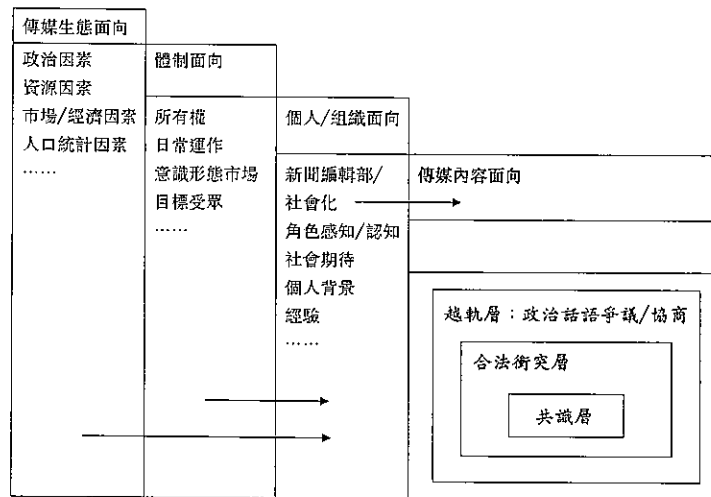 傳媒生態面向
政治因素
資源因素
市場/經濟因素
人口統計因素
……
體制面向
所有權
日常運作
意識形態市場
目標受眾
……
個人/組織面向
新聞編輯部/
社會化
角色感知/認知
社會期待
個人背景
經驗
……
傳媒內容面向
越軌層：政治話語爭議/協商
合法衝突層
共識層